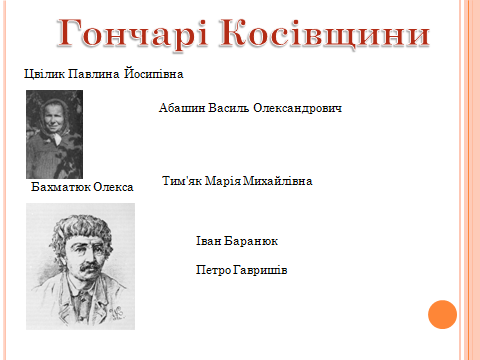 Гончарі Косівщини
Цвілик Павлина Йосипівна
Абашин Василь Олександрович
Тим'як Марія Михайлівна
Бахматюк Олекса
Іван Баранюк
Петро Гавришів